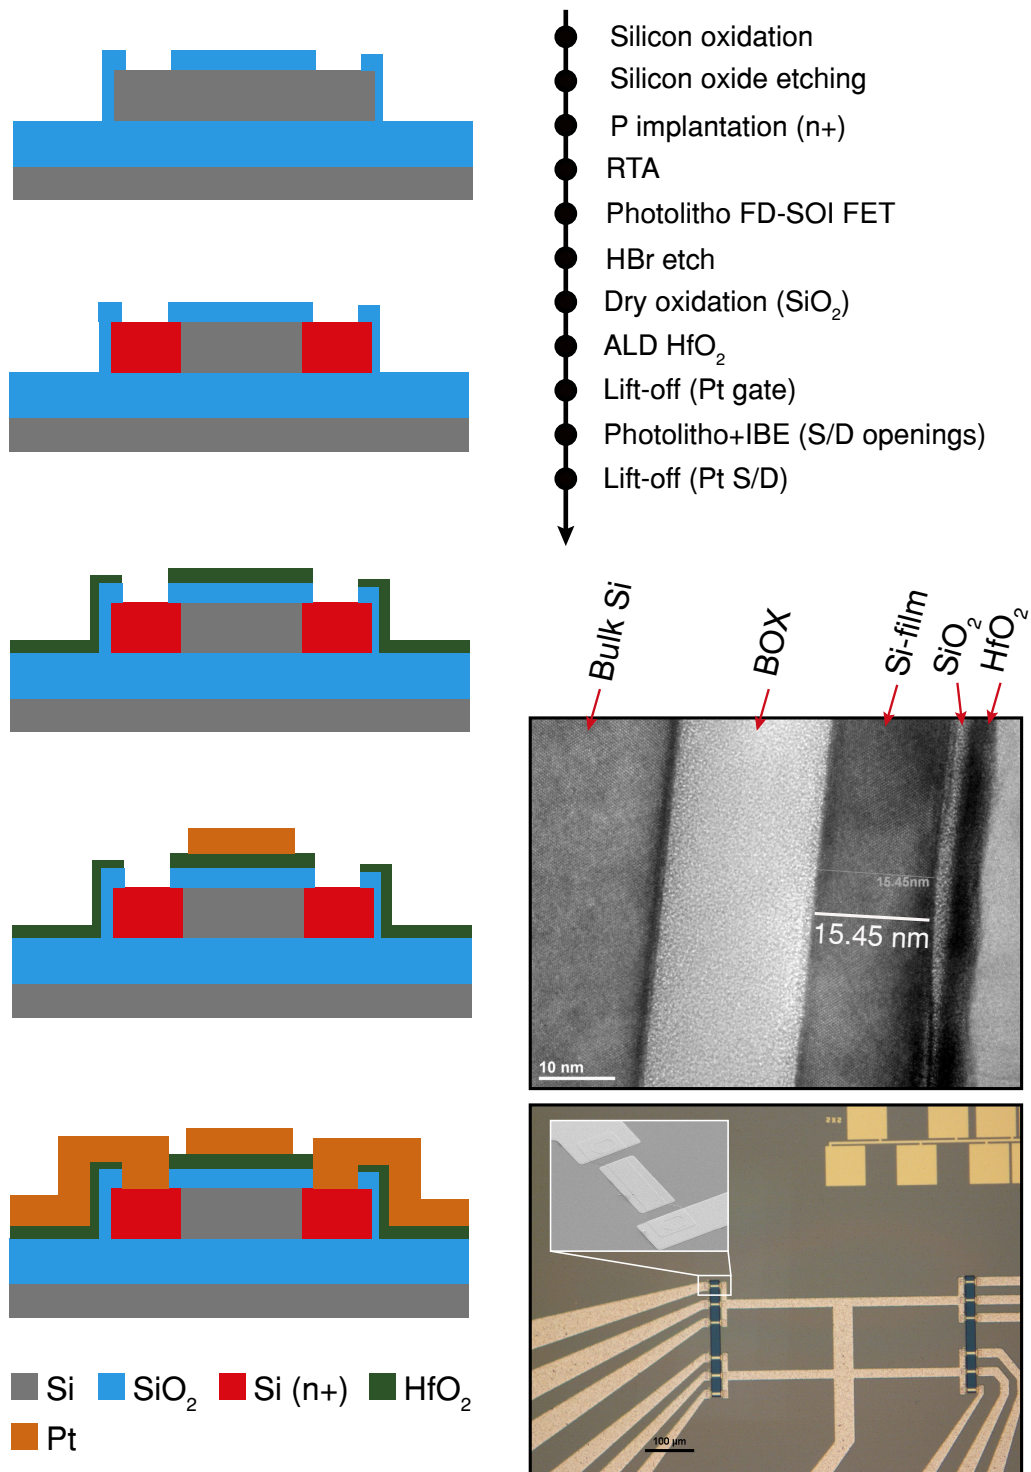 Silicon oxidation
Silicon oxide etching
P implantation (n+)
RTA
Photolitho FD-SOI FET
HBr etch
Dry oxidation (SiO₂)
ALD HfO₂
Lift-off (Pt gate)
Photolitho+IBE (S/D openings)
Lift-off (Pt S/D)
Bulk Si
BOX
Si-film
SiO₂
HfO₂
15.45nm
15.45 nm
10 nm
2X2
100 µm
Si
SiO₂
Si (n+)
HfO₂
Pt